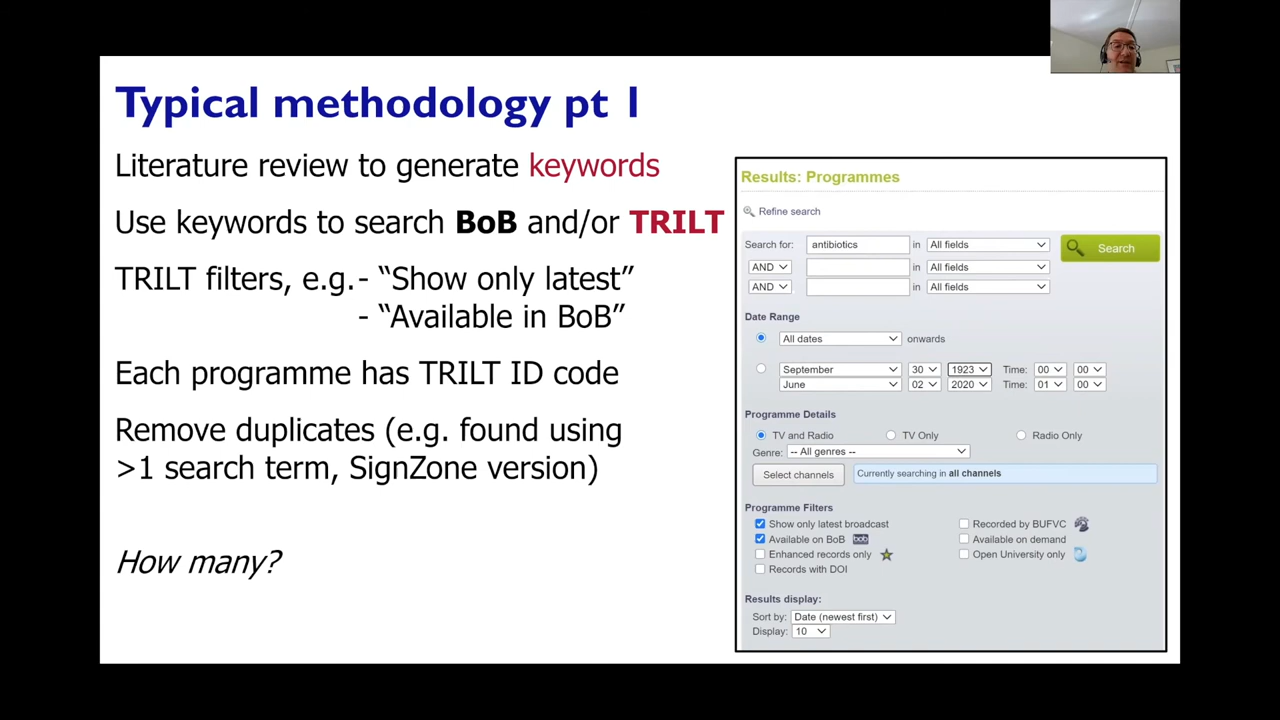 Typical methodology pt 1
Literature review to generate keywords
Use keywords to search BoB and/or TRILT
TRILT filters, e.g.- “Show only latest”
- “Available in BoB”
Each programme has TRILT ID code
Remove duplicates (e.g. found using
>1 search term, SignZone version)
How many?
Results: Programmes
Refine search
Search for: antibiotics in All fields Search
AND in All fields
AND in All fields
Date Range
All dates onwards
September 30 1923 Time: 00 00
June 02 2020 Time: 01 00
Programme Details
TV and Radio TV Only Radio Only
Genre: -- All genres --
Select channels Currently searching in all channels
Programme Filters
Show only latest broadcast Recorded by BUFVC
Available on BoB bob Available on demand
Enhanced records only Open University only
Records with DOI
Results display:
Sort by: Date (newest first)
Display: 10